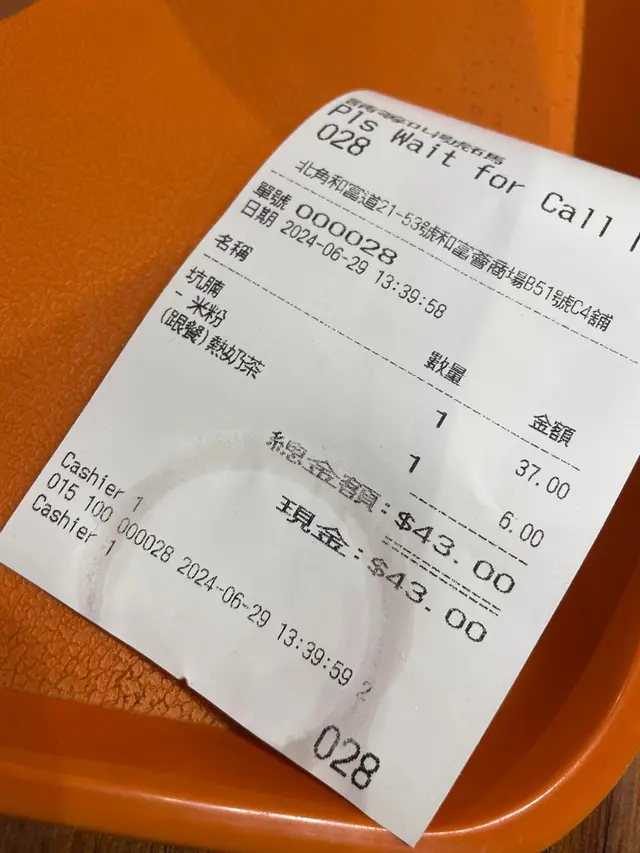 Pls Wait for Call
028
北角和富道21-53號和富薈商場B51號C4舖
單號 000028
日期 2024-06-29 13:39:58
名稱 數量 金額
坑腩 1 37.00
- 米粉
(跟餐)熱奶茶 1 6.00
總金額: $43.00
現金: $43.00
Cashier 1
015 100 000028 2024-06-29 13:39:59 2
Cashier 1
028